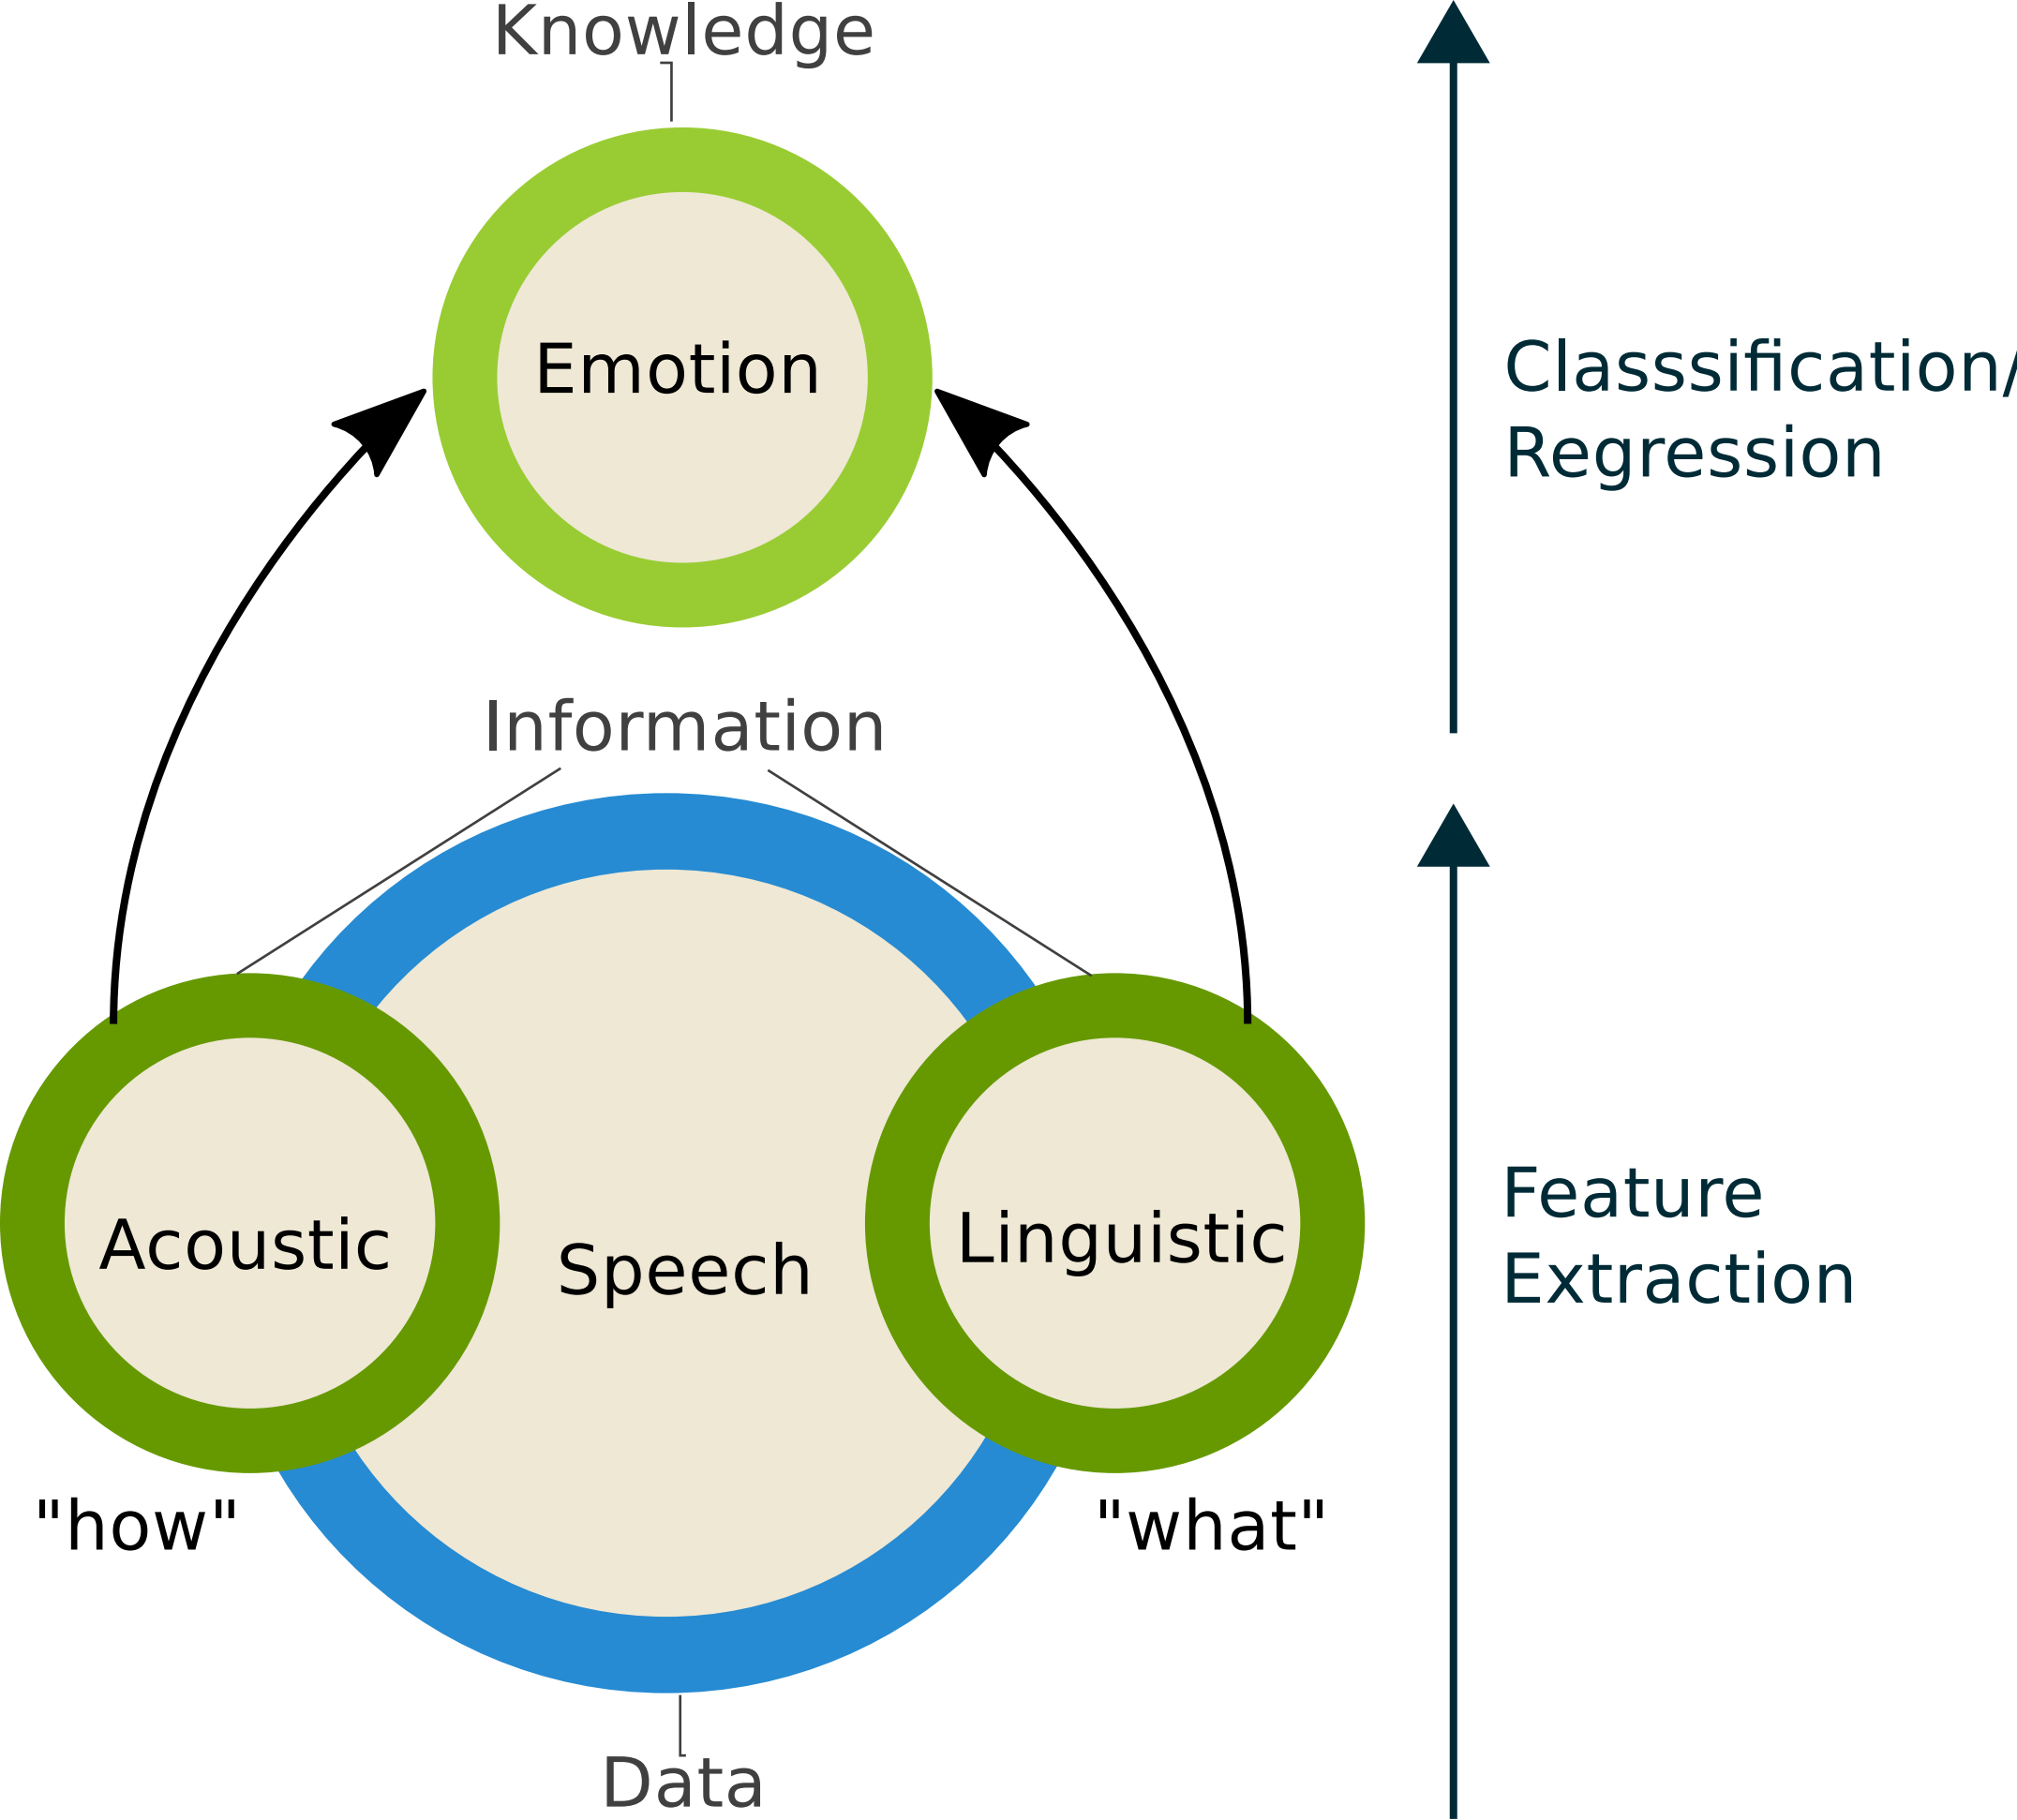 Knowledge
Emotion
Classsification/
Regression
Information
Acoustic
Speech
Linguistic
Feature
Extraction
"how"
"what"
Data